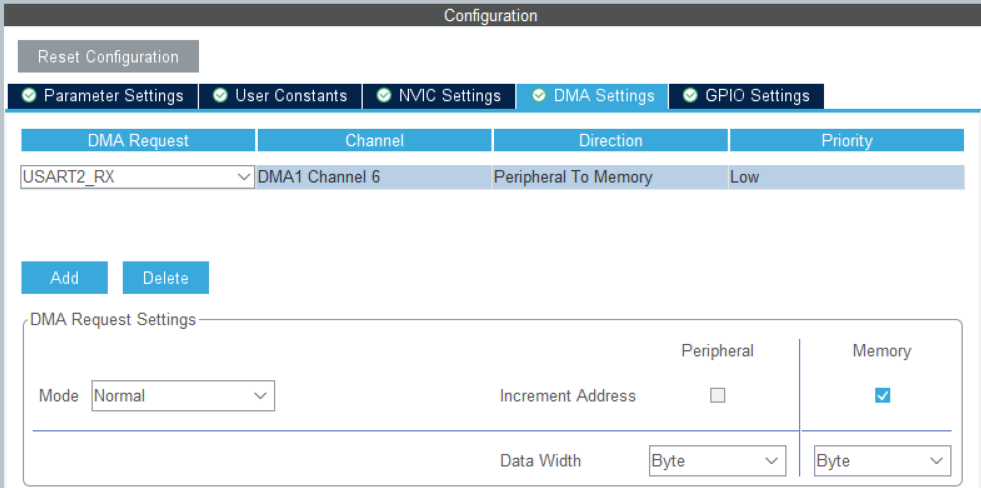 Configuration
Reset Configuration
Parameter Settings User Constants NVIC Settings DMA Settings GPIO Settings
DMA Request Channel Direction Priority
USART2_RX DMA1 Channel 6 Peripheral To Memory Low
Add Delete
DMA Request Settings
Peripheral Memory
Mode Normal Increment Address
Data Width Byte Byte